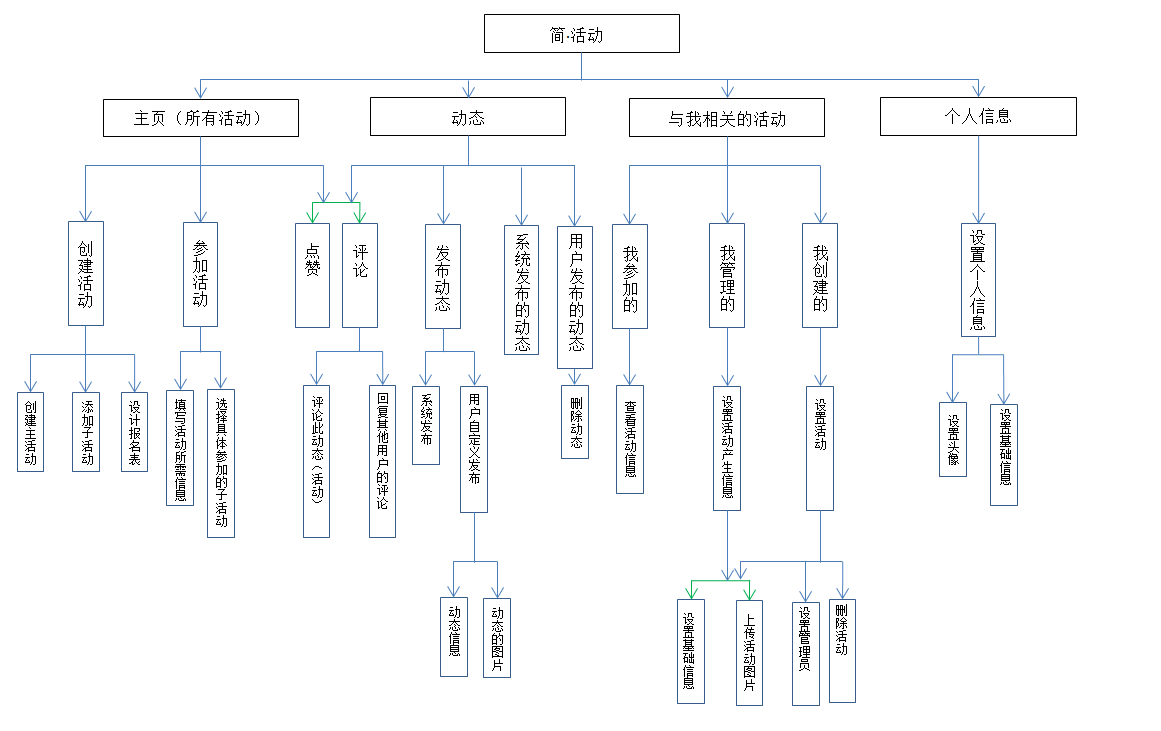 简·活动
主页（所有活动）
动态
与我相关的活动
个人信息
创建活动
参加活动
点赞
评论
发布动态
系统发布的动态
用户发布的动态
我参加的
我管理的
我创建的
设置个人信息
创建主活动
添加子活动
设计报名表
填写活动所需信息
选择具体参加的子活动
评论此动态（活动）
回复其他用户的评论
系统发布
用户自定义发布
删除动态
查看活动信息
设置活动产生信息
设置活动
设置头像
设置基础信息
动态信息
动态的图片
设置基础信息
上传活动图片
设置管理员
删除活动